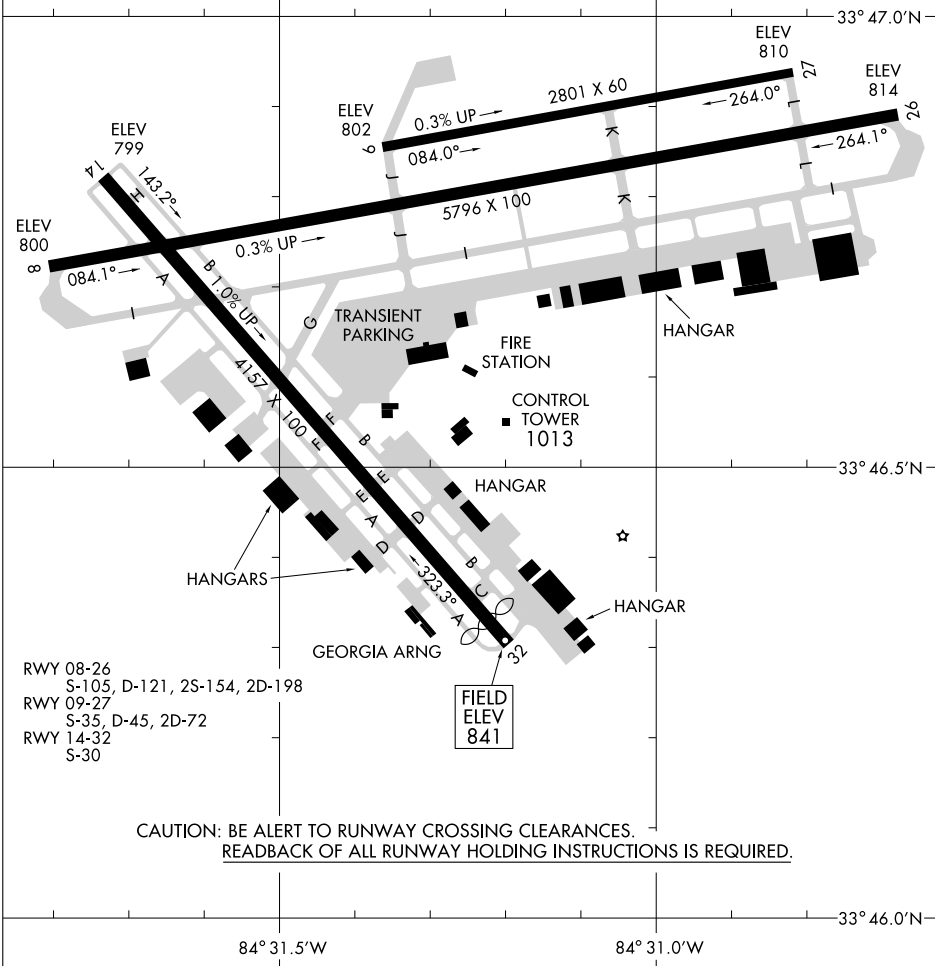 33° 47.0'N
ELEV
810
27
ELEV
814
26
2801 X 60
264.0°
L
ELEV
802
0.3% UP
9
084.0°
K
264.1°
ELEV
799
14
143.2°
H
J
K
L
I
5796 X 100
ELEV
800
8
084.1°
0.3% UP
J
I
A
B
1.0% UP
I
G
TRANSIENT
PARKING
HANGAR
FIRE
STATION
4157 X 100
CONTROL
TOWER
1013
F
F
B
33° 46.5'N
E
E
HANGAR
A
D
D
B
HANGARS
323.3°
C
A
HANGAR
GEORGIA ARNG
32
RWY 08-26
S-105, D-121, 2S-154, 2D-198
RWY 09-27
S-35, D-45, 2D-72
RWY 14-32
S-30
FIELD
ELEV
841
CAUTION: BE ALERT TO RUNWAY CROSSING CLEARANCES.
READBACK OF ALL RUNWAY HOLDING INSTRUCTIONS IS REQUIRED.
33° 46.0'N
84° 31.5'W
84° 31.0'W